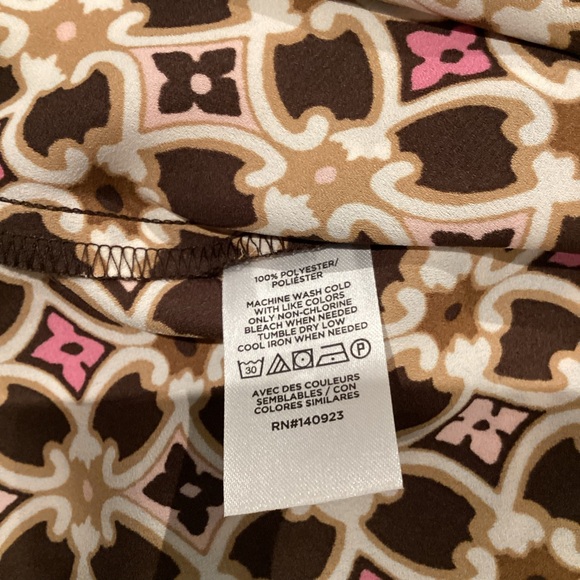 100% POLYESTER/
POLIÉSTER
MACHINE WASH COLD
WITH LIKE COLORS
ONLY NON-CHLORINE
BLEACH WHEN NEEDED
TUMBLE DRY LOW
COOL IRON WHEN NEEDED
30 P
AVEC DES COULEURS
SEMBLABLES / CON
COLORES SIMILARES
RN#140923